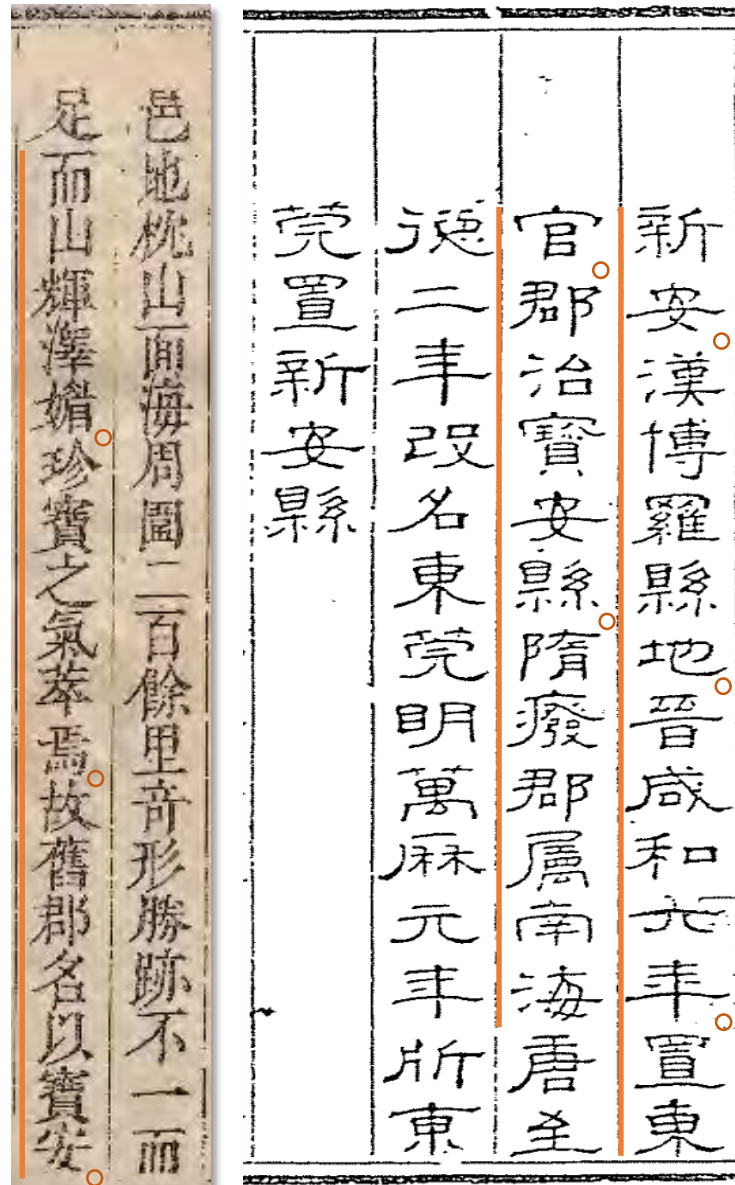 新安漢博羅縣地晉咸和六年置東
官郡治寶安縣隋廢郡屬南海唐至
德二年改名東莞明萬厤元年析東
莞置新安縣
邑地枕山面海周圍二百餘里奇形勝跡不一而
足而山輝澤媚珍寶之氣萃焉故舊郡名以寶安